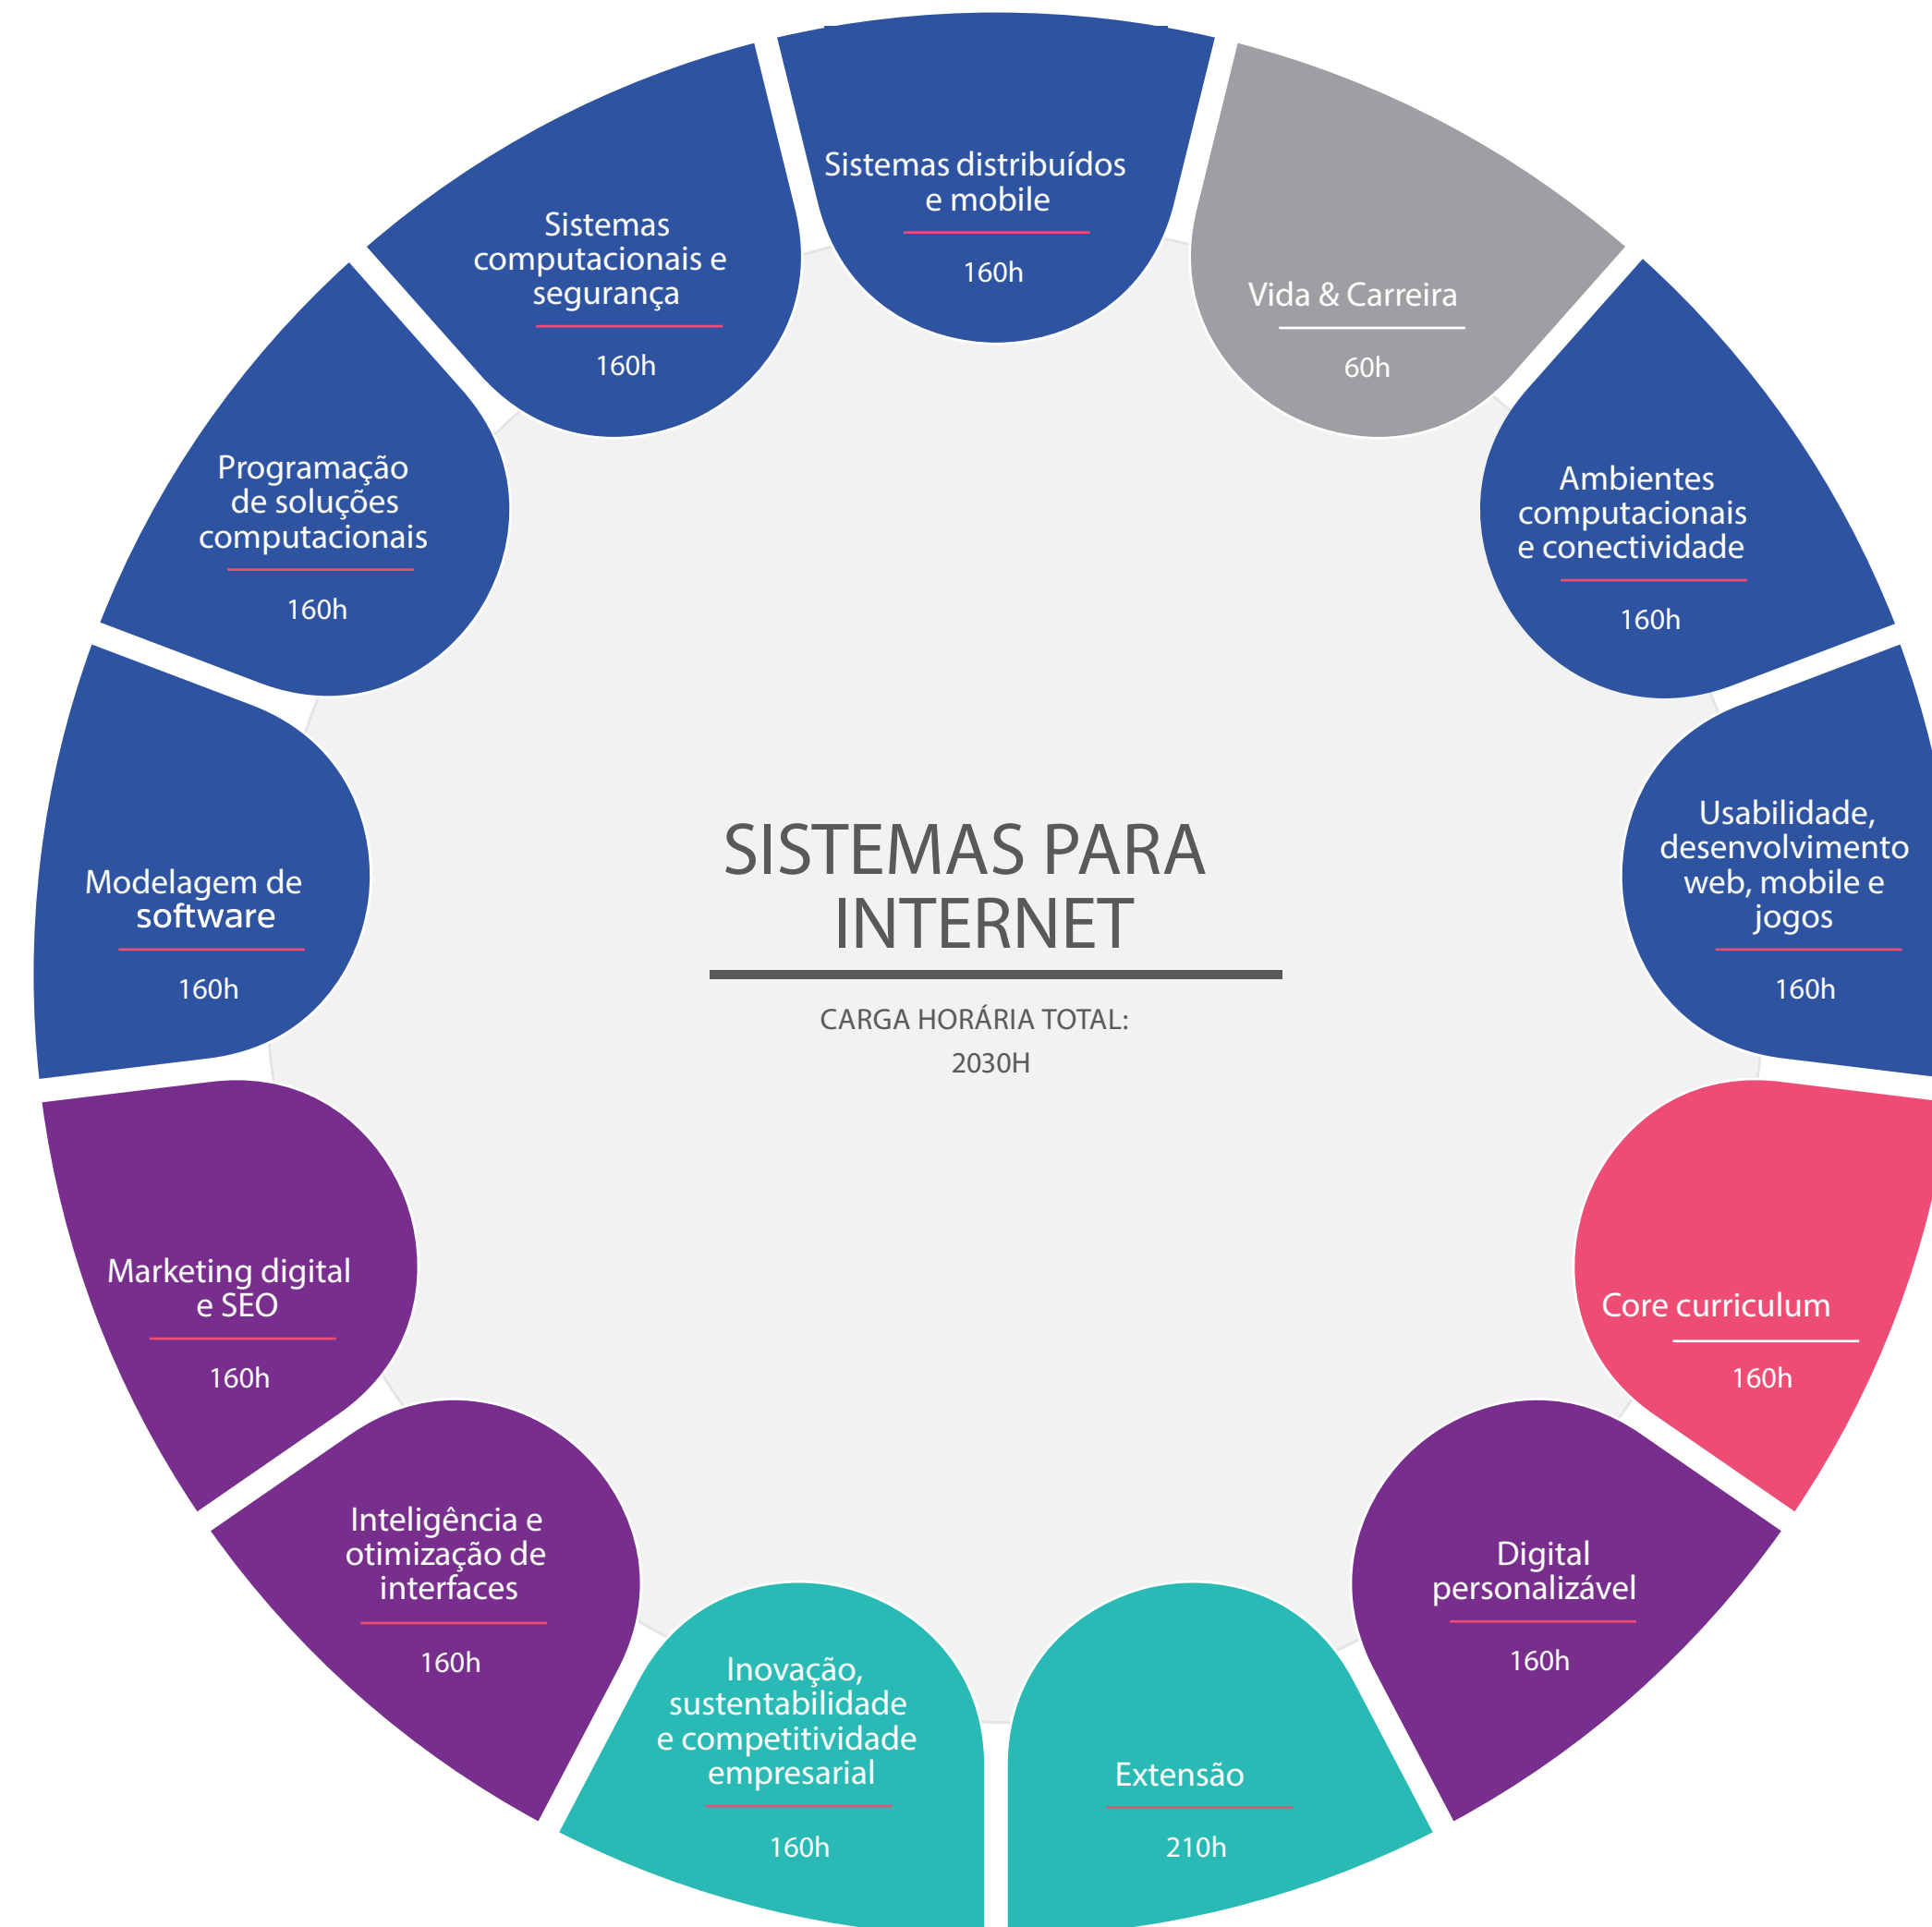 Sistemas distribuídos
e mobile
160h
Vida & Carreira
60h
Ambientes
computacionais
e conectividade
160h
Usabilidade,
desenvolvimento
web, mobile e
jogos
160h
Core curriculum
160h
Digital
personalizável
160h
Extensão
210h
Inovação,
sustentabilidade
e competitividade
empresarial
160h
Inteligência e
otimização de
interfaces
160h
Marketing digital
e SEO
160h
Modelagem de
software
160h
Programação
de soluções
computacionais
160h
Sistemas
computacionais e
segurança
160h
SISTEMAS PARA
INTERNET
CARGA HORÁRIA TOTAL:
2030H